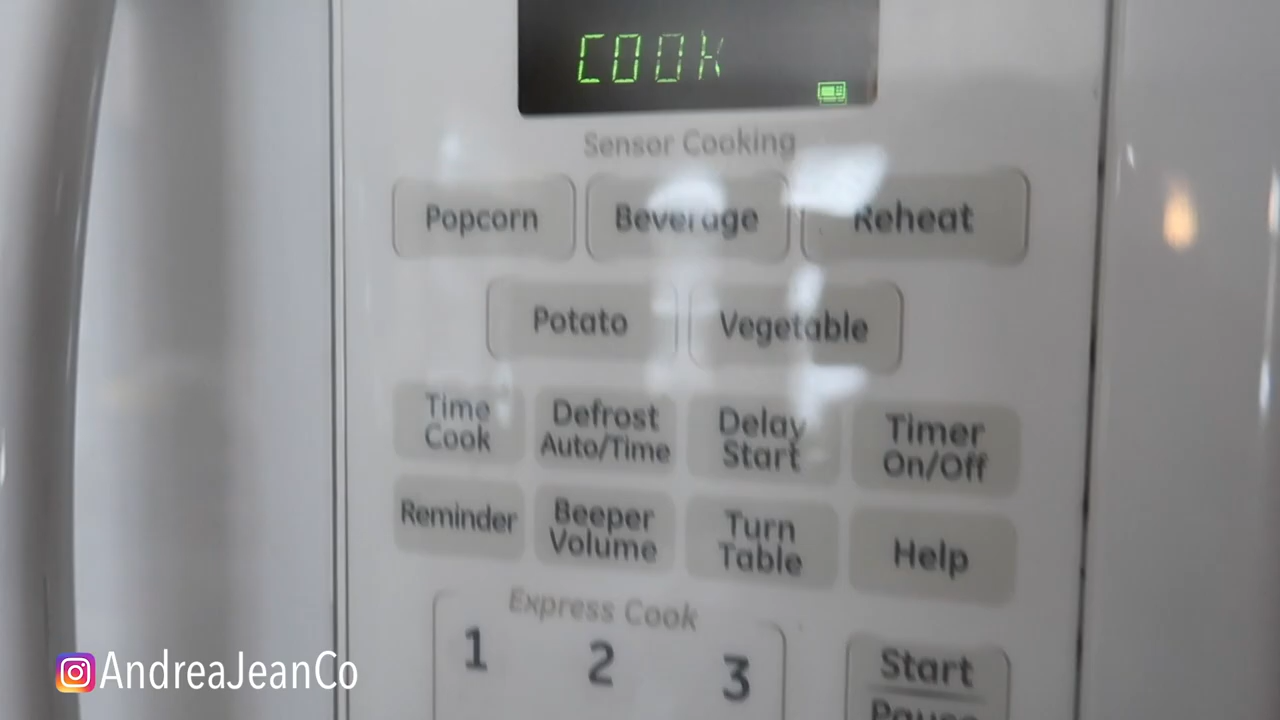 COOK
Sensor Cooking
Popcorn
Beverage
Reheat
Potato
Vegetable
Time
Cook
Defrost
Auto/Time
Delay
Start
Timer
On/Off
Reminder
Beeper
Volume
Turn
Table
Help
Express Cook
1
2
3
Start
Pause
AndreaJeanCo